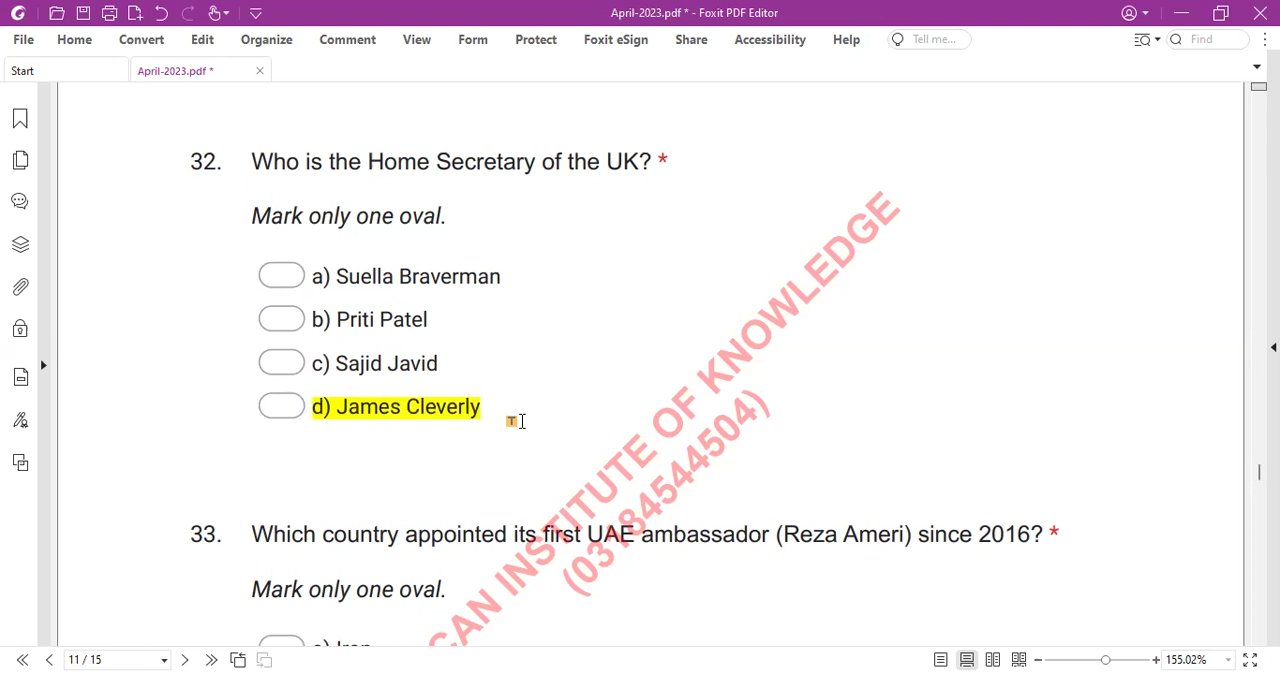 April-2023.pdf * - Foxit PDF Editor
File Home Convert Edit Organize Comment View Form Protect Foxit eSign Share Accessibility Help Tell me... Find
Start April-2023.pdf *
32. Who is the Home Secretary of the UK? *
Mark only one oval.
a) Suella Braverman
b) Priti Patel
c) Sajid Javid
d) James Cleverly
T
CAN INSTITUTE OF KNOWLEDGE
(03184544504)
33. Which country appointed its first UAE ambassador (Reza Ameri) since 2016? *
Mark only one oval.
a) Iran
11 / 15 155.02%